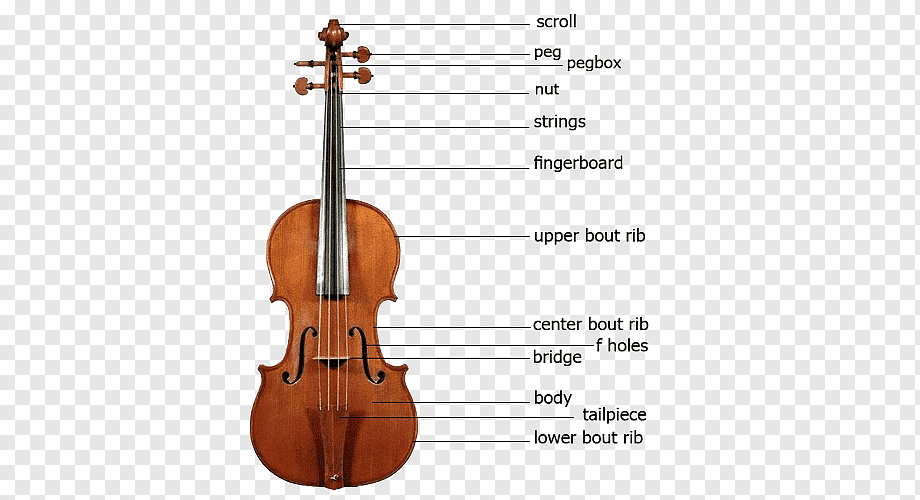 scroll
peg
pegbox
nut
strings
fingerboard
upper bout rib
center bout rib
f holes
bridge
body
tailpiece
lower bout rib